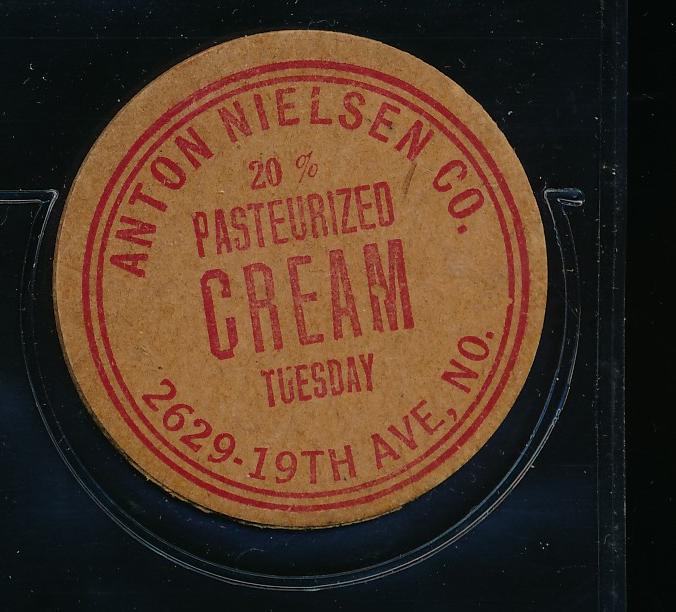 ANTON NIELSEN CO.
20 %
PASTEURIZED
CREAM
TUESDAY
2629-19TH AVE, NO.